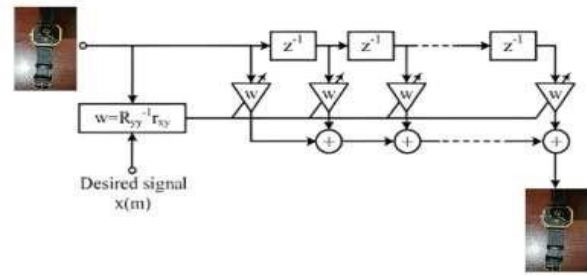 z⁻¹ z⁻¹ z⁻¹
w w w w
w=Ryy⁻¹rxy
+ + +
Desired signal
x(m)